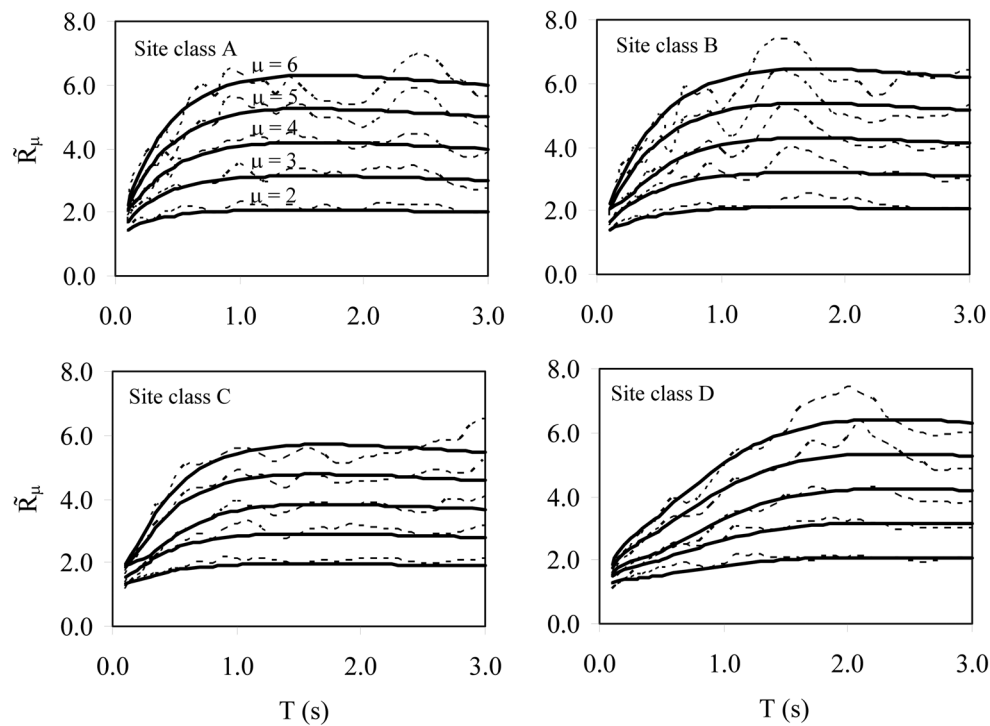 8.0
Site class A
μ = 6
6.0
μ = 5
R̃μ
4.0
μ = 4
μ = 3
2.0
μ = 2
0.0
0.0 1.0 2.0 3.0
8.0
Site class B
6.0
4.0
2.0
0.0
0.0 1.0 2.0 3.0
8.0
Site class C
6.0
R̃μ
4.0
2.0
0.0
0.0 1.0 2.0 3.0
T (s)
8.0
Site class D
6.0
4.0
2.0
0.0
0.0 1.0 2.0 3.0
T (s)